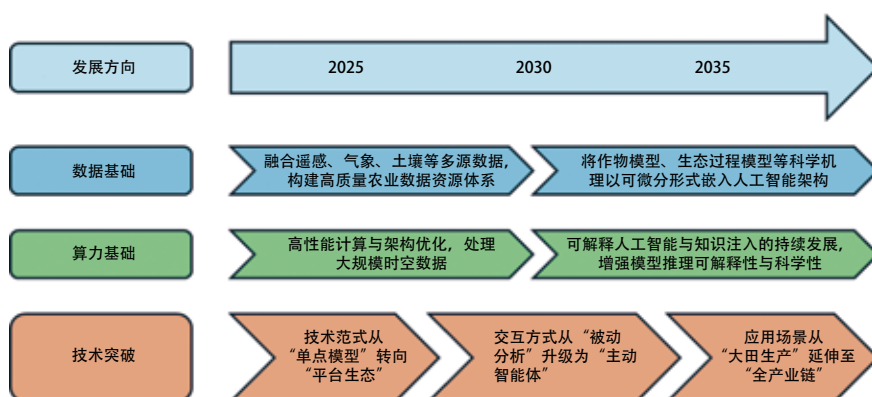 发展方向
2025
2030
2035
数据基础
融合遥感、气象、土壤等多源数据，
构建高质量农业数据资源体系
将作物模型、生态过程模型等科学机
理以可微分形式嵌入人工智能架构
算力基础
高性能计算与架构优化，处理
大规模时空数据
可解释人工智能与知识注入的持续发展，
增强模型推理可解释性与科学性
技术突破
技术范式从
“单点模型”转向
“平台生态”
交互方式从“被动
分析”升级为“主动
智能体”
应用场景从
“大田生产”延伸至
“全产业链”